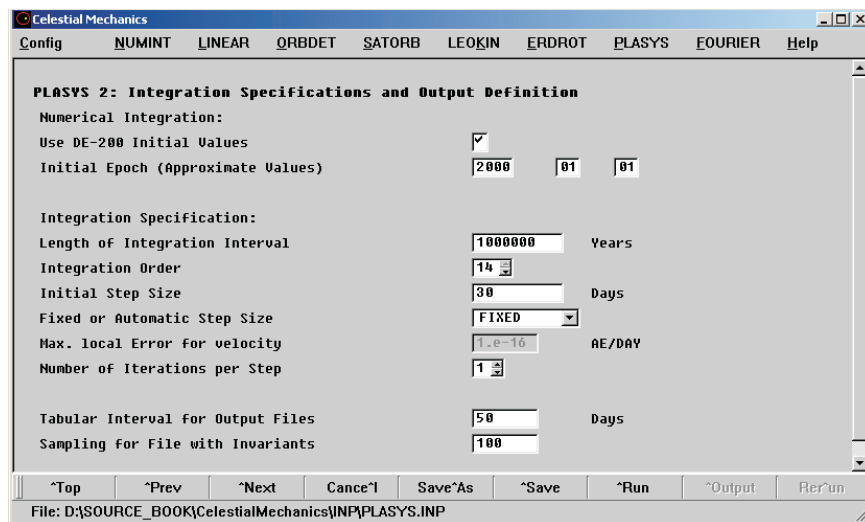 Celestial Mechanics
Config NUMINT LINEAR ORBDET SATORB LEOKIN ERDROT PLASYS FOURIER Help
PLASYS 2: Integration Specifications and Output Definition
Numerical Integration:
Use DE-200 Initial Values
Initial Epoch (Approximate Values) 2000 01 01
Integration Specification:
Length of Integration Interval 1000000 Years
Integration Order 14
Initial Step Size 30 Days
Fixed or Automatic Step Size FIXED
Max. local Error for velocity 1.e-16 AE/DAY
Number of Iterations per Step 1
Tabular Interval for Output Files 50 Days
Sampling for File with Invariants 100
^Top ^Prev ^Next Cance^l Save^As ^Save ^Run ^Output Rer^un
File: D:\SOURCE_BOOK\CelestialMechanics\INP\PLASYS.INP